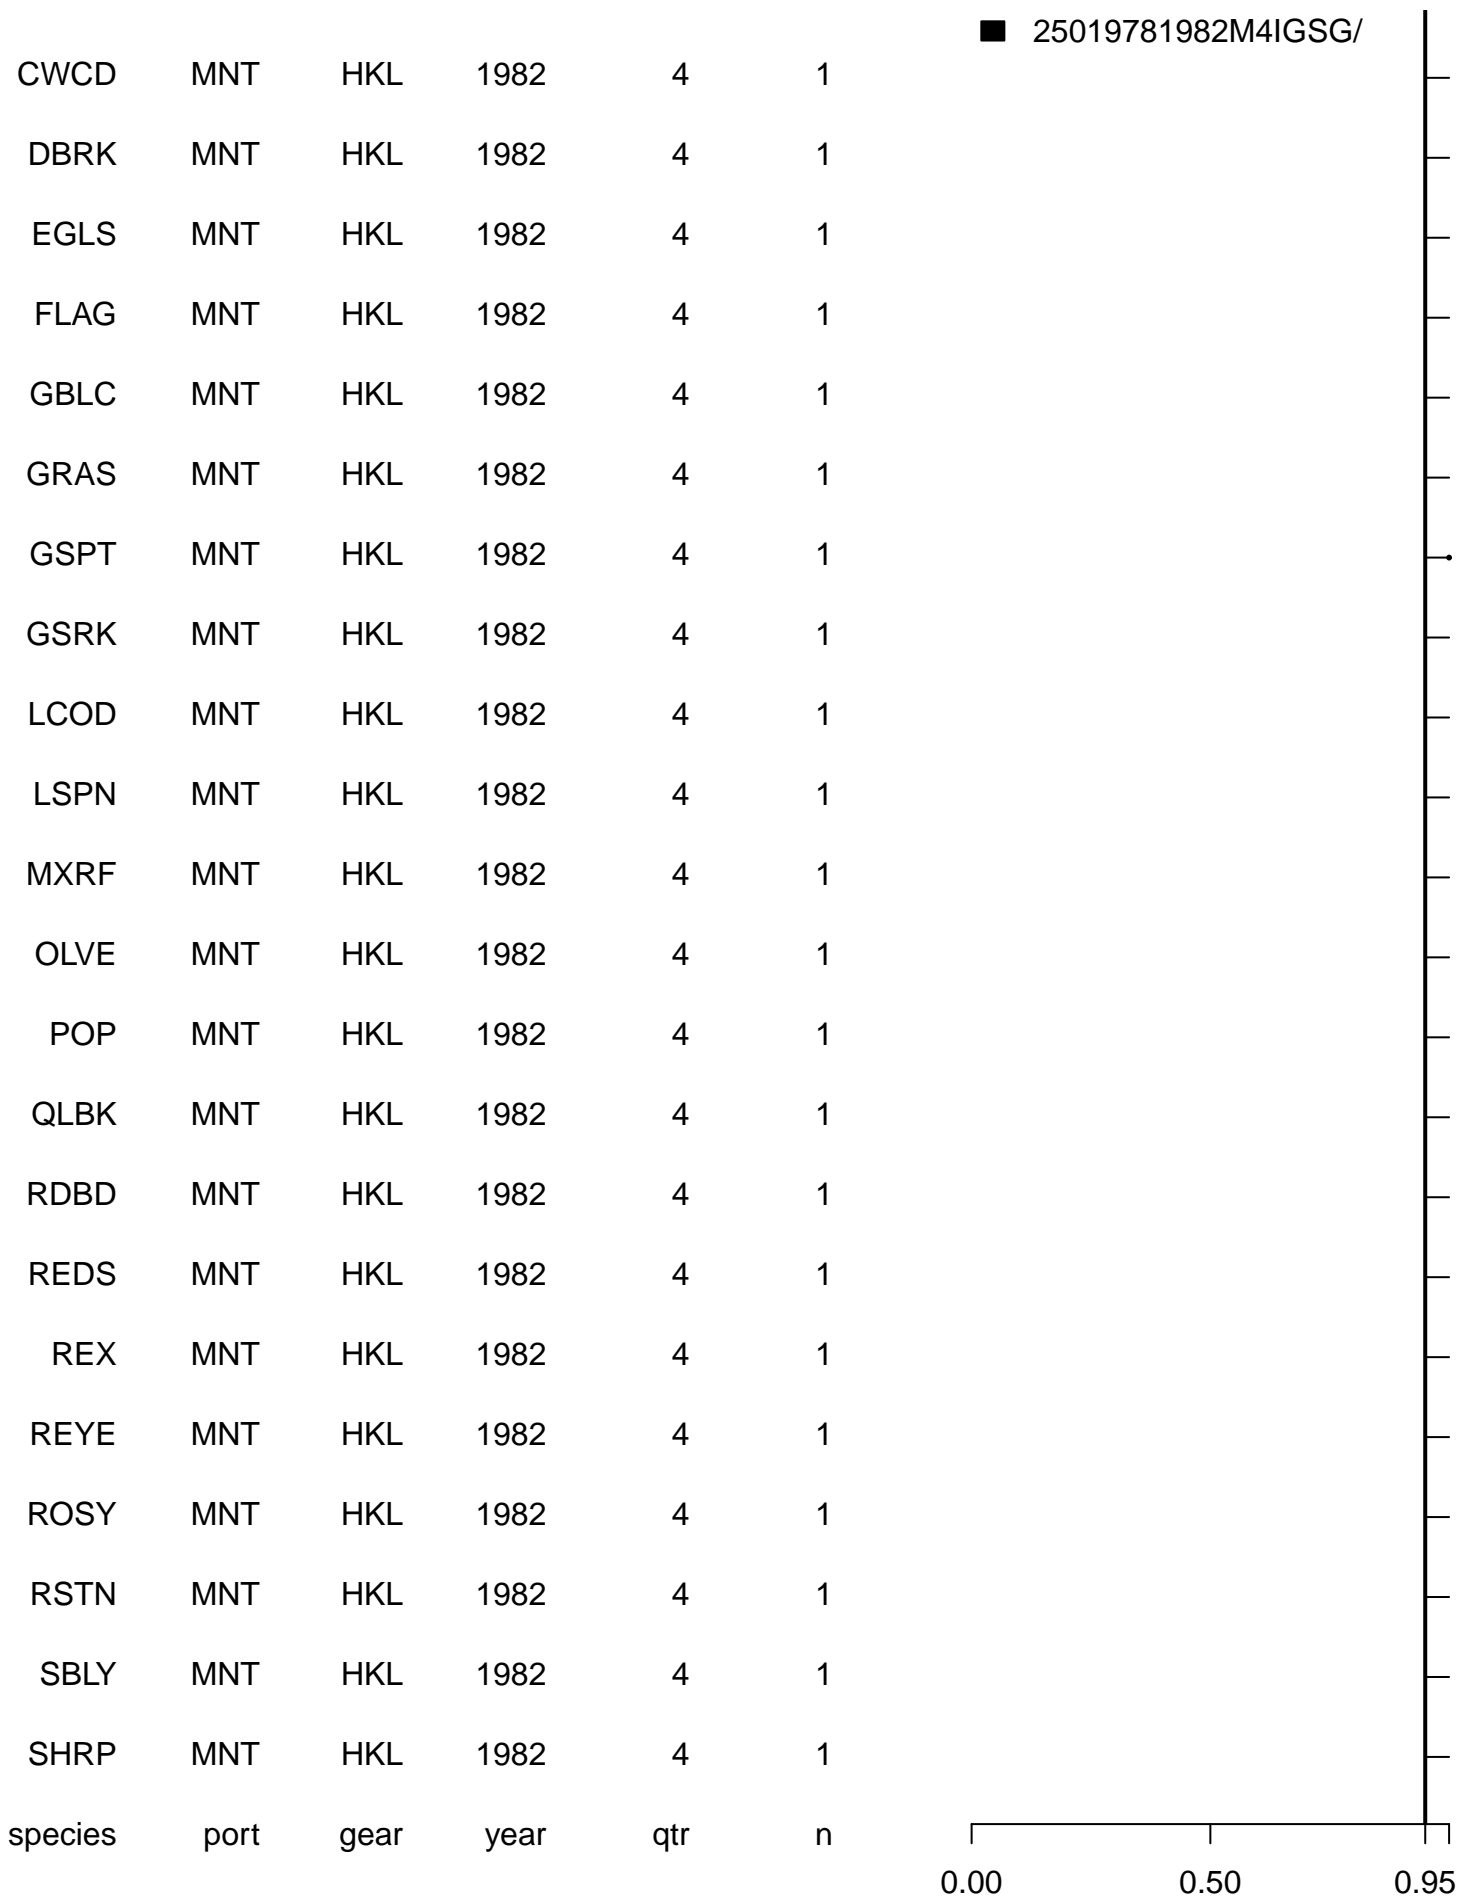 25019781982M4IGSG/
CWCD MNT HKL 1982 4 1
DBRK MNT HKL 1982 4 1
EGLS MNT HKL 1982 4 1
FLAG MNT HKL 1982 4 1
GBLC MNT HKL 1982 4 1
GRAS MNT HKL 1982 4 1
GSPT MNT HKL 1982 4 1
GSRK MNT HKL 1982 4 1
LCOD MNT HKL 1982 4 1
LSPN MNT HKL 1982 4 1
MXRF MNT HKL 1982 4 1
OLVE MNT HKL 1982 4 1
POP MNT HKL 1982 4 1
QLBK MNT HKL 1982 4 1
RDBD MNT HKL 1982 4 1
REDS MNT HKL 1982 4 1
REX MNT HKL 1982 4 1
REYE MNT HKL 1982 4 1
ROSY MNT HKL 1982 4 1
RSTN MNT HKL 1982 4 1
SBLY MNT HKL 1982 4 1
SHRP MNT HKL 1982 4 1
species port gear year qtr n
0.00 0.50 0.95